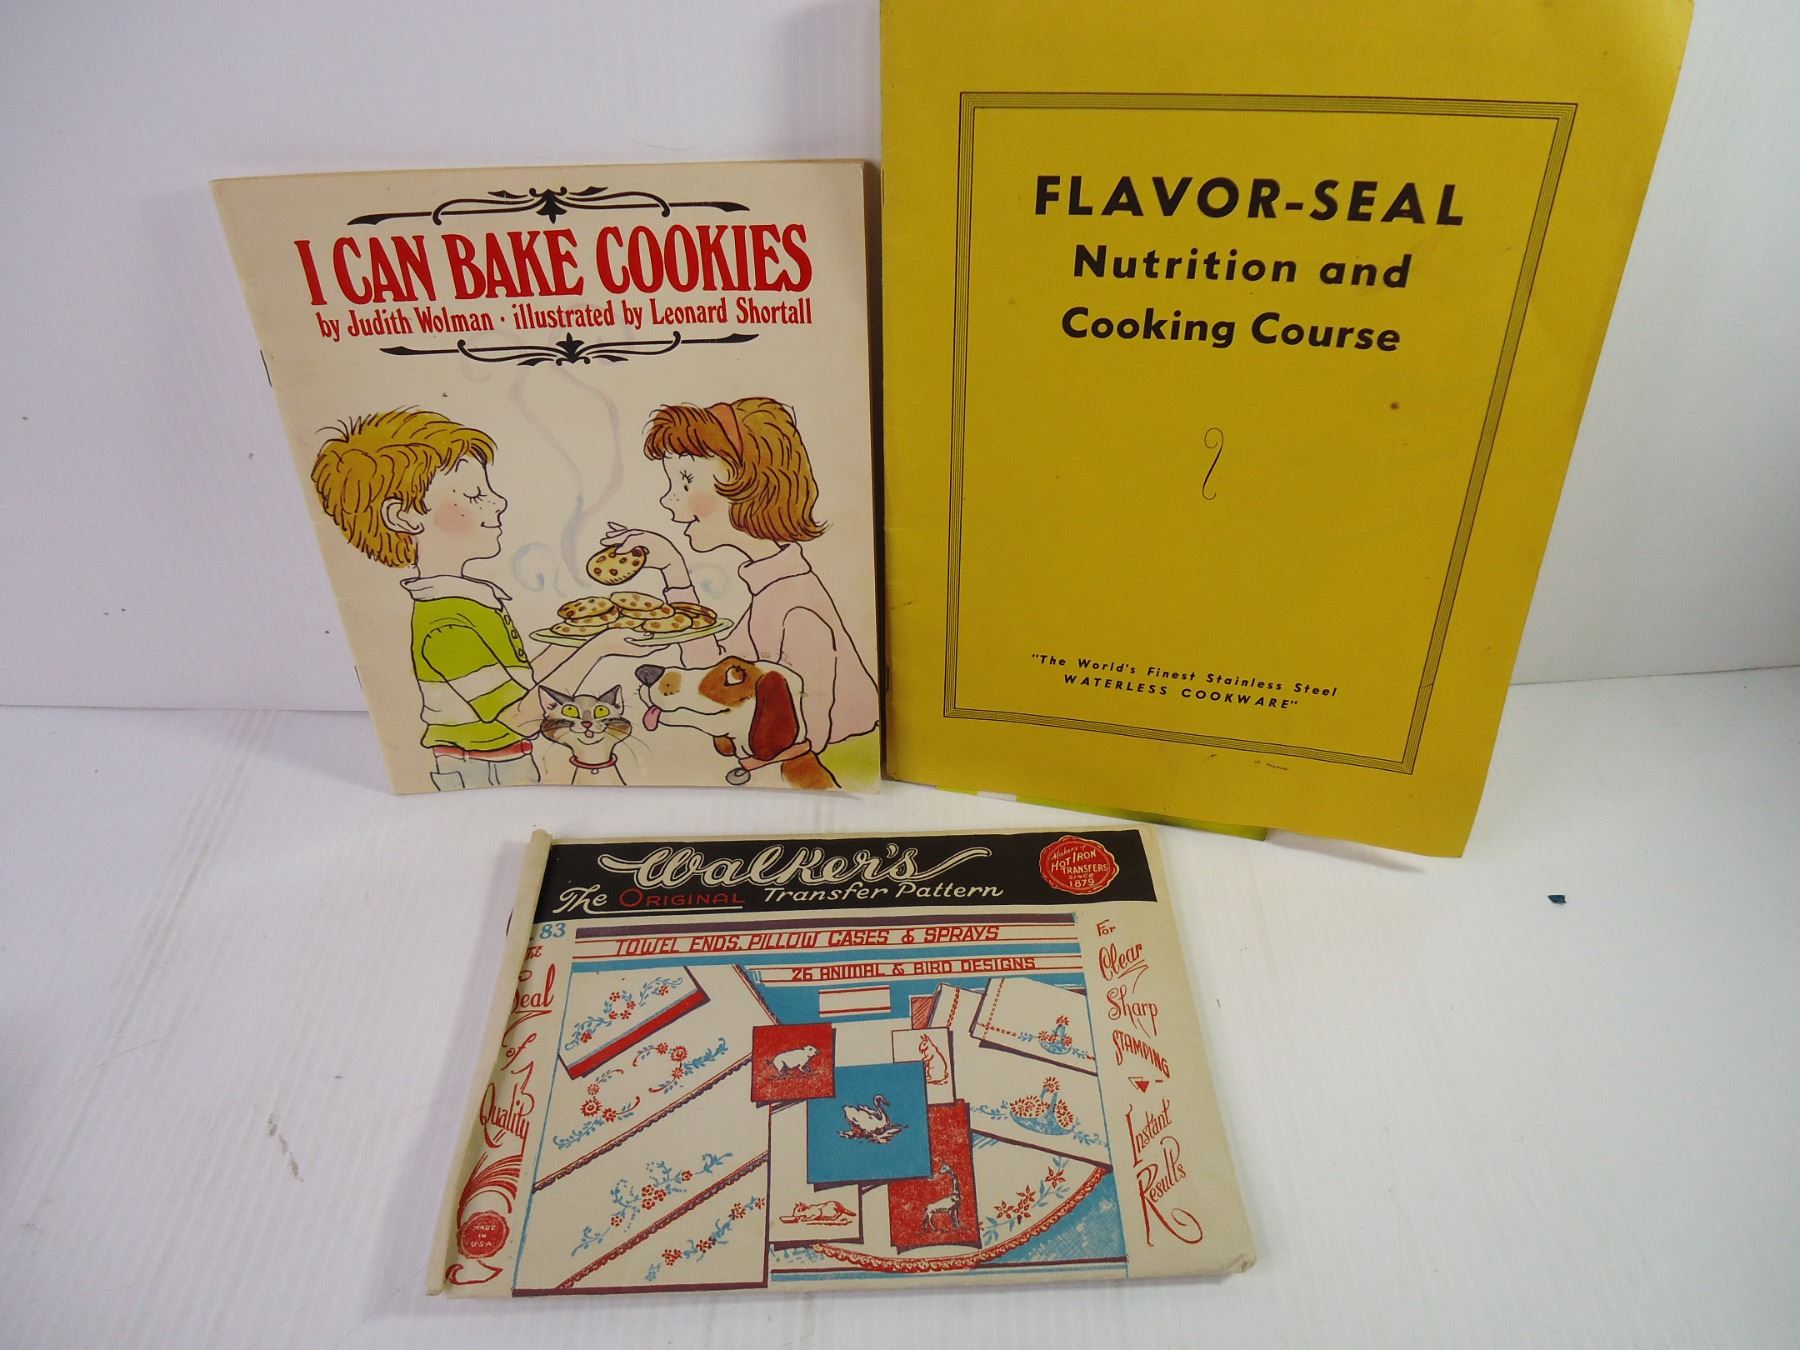 I CAN BAKE COOKIES
by Judith Wolman · illustrated by Leonard Shortall
FLAVOR-SEAL
Nutrition and
Cooking Course
"The World's Finest Stainless Steel
WATERLESS COOKWARE"
Walker's
The ORIGINAL Transfer Pattern
Makers of
HOT IRON
TRANSFERS
SINCE
1879
83
TOWEL ENDS, PILLOW CASES & SPRAYS
26 ANIMAL & BIRD DESIGNS
The
Seal
of
Quality
MADE
IN
U.S.A.
For
Clear
Sharp
STAMPING
Instant
Results